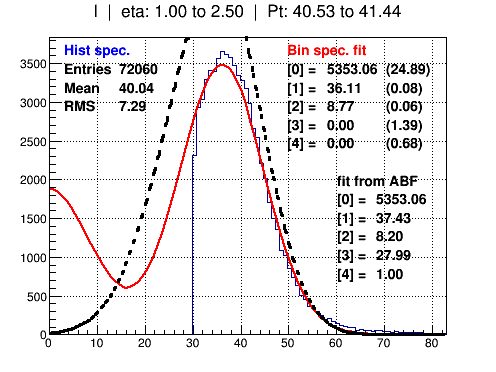 I | eta: 1.00 to 2.50 | Pt: 40.53 to 41.44
Hist spec.
Entries 72060
Mean 40.04
RMS 7.29
Bin spec. fit
[0] = 5353.06 (24.89)
[1] = 36.11 (0.08)
[2] = 8.77 (0.06)
[3] = 0.00 (1.39)
[4] = 0.00 (0.68)
fit from ABF
[0] = 5353.06
[1] = 37.43
[2] = 8.20
[3] = 27.99
[4] = 1.00
3500
3000
2500
2000
1500
1000
500
0
0 10 20 30 40 50 60 70 80